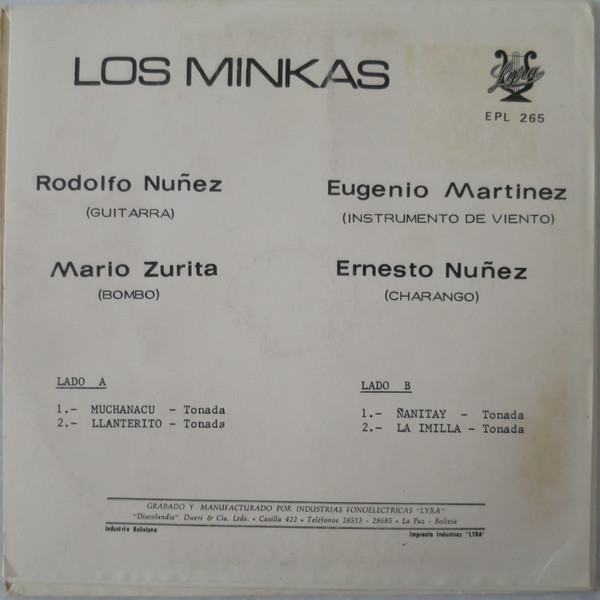 LOS MINKAS
Lyra
EPL 265
Rodolfo Nuñez
(GUITARRA)
Eugenio Martinez
(INSTRUMENTO DE VIENTO)
Mario Zurita
(BOMBO)
Ernesto Nuñez
(CHARANGO)
LADO A
1.- MUCHANACU - Tonada
2.- LLANTERITO - Tonada
LADO B
1.- ÑANITAY - Tonada
2.- LA IMILLA - Tonada
GRABADO Y MANUFACTURADO POR INDUSTRIAS FONOELECTRICAS "LYRA"
"Discolandia" Dueri & Cia. Ltda. • Casilla 422 • Teléfonos 28513 - 28685 • La Paz - Bolivia
Industria Boliviana
Imprenta Industrias "LYRA"